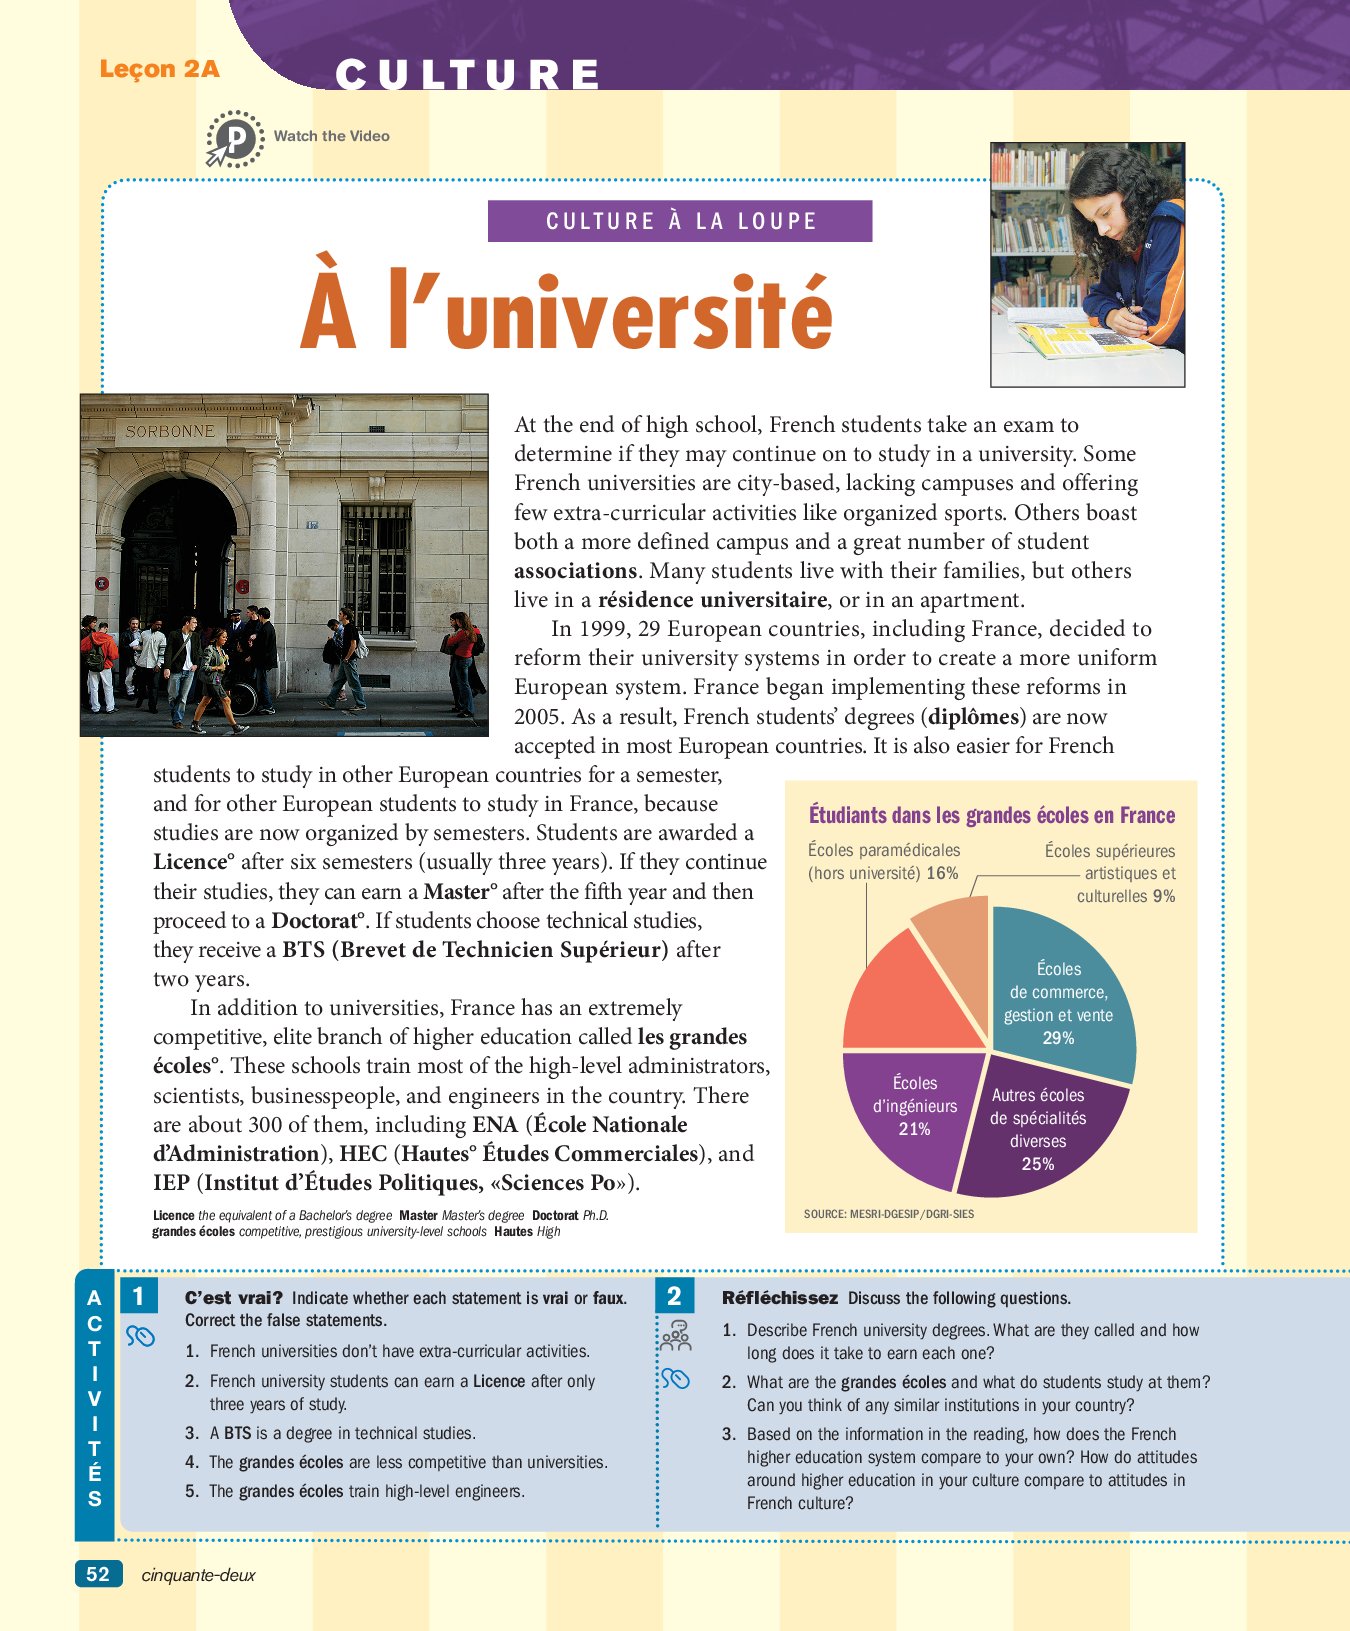 Leçon 2A
CULTURE
P
Watch the Video
CULTURE À LA LOUPE
À l'université
SORBONNE
17
At the end of high school, French students take an exam to
determine if they may continue on to study in a university. Some
French universities are city-based, lacking campuses and offering
few extra-curricular activities like organized sports. Others boast
both a more defined campus and a great number of student
associations. Many students live with their families, but others
live in a résidence universitaire, or in an apartment.
In 1999, 29 European countries, including France, decided to
reform their university systems in order to create a more uniform
European system. France began implementing these reforms in
2005. As a result, French students' degrees (diplômes) are now
accepted in most European countries. It is also easier for French
students to study in other European countries for a semester,
and for other European students to study in France, because
studies are now organized by semesters. Students are awarded a
Licence° after six semesters (usually three years). If they continue
their studies, they can earn a Master° after the fifth year and then
proceed to a Doctorat°. If students choose technical studies,
they receive a BTS (Brevet de Technicien Supérieur) after
two years.
In addition to universities, France has an extremely
competitive, elite branch of higher education called les grandes
écoles°. These schools train most of the high-level administrators,
scientists, businesspeople, and engineers in the country. There
are about 300 of them, including ENA (École Nationale
d'Administration), HEC (Hautes° Études Commerciales), and
IEP (Institut d'Études Politiques, «Sciences Po»).
Licence the equivalent of a Bachelor's degree Master Master's degree Doctorat Ph.D.
grandes écoles competitive, prestigious university-level schools Hautes High
Étudiants dans les grandes écoles en France
Écoles paramédicales
(hors université) 16%
Écoles supérieures
artistiques et
culturelles 9%
Écoles
de commerce,
gestion et vente
29%
Écoles
d'ingénieurs
21%
Autres écoles
de spécialités
diverses
25%
SOURCE: MESRI-DGESIP/DGRI-SIES
ACTIVITÉS
1
C'est vrai? Indicate whether each statement is vrai or faux.
Correct the false statements.
1. French universities don't have extra-curricular activities.
2. French university students can earn a Licence after only
three years of study.
3. A BTS is a degree in technical studies.
4. The grandes écoles are less competitive than universities.
5. The grandes écoles train high-level engineers.
2
Réfléchissez Discuss the following questions.
1. Describe French university degrees. What are they called and how
long does it take to earn each one?
2. What are the grandes écoles and what do students study at them?
Can you think of any similar institutions in your country?
3. Based on the information in the reading, how does the French
higher education system compare to your own? How do attitudes
around higher education in your culture compare to attitudes in
French culture?
52
cinquante-deux